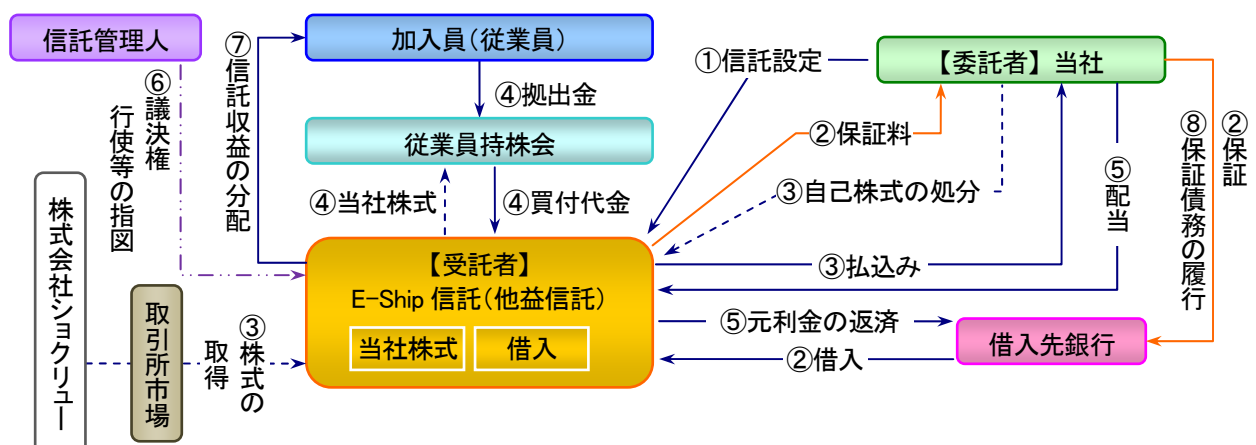 信託管理人
加入員(従業員)
【委託者】当社
従業員持株会
①信託設定
②保証料
③自己株式の処分
③払込み
④拠出金
④当社株式
④買付代金
⑤配当
⑧保証債務の履行
②保証
⑦信託収益の分配
⑥議決権
行使等の指図
株式会社ショクリュー
取引所市場
③株式の
取得
【受託者】
E-Ship 信託(他益信託)
当社株式
借入
⑤元利金の返済
②借入
借入先銀行